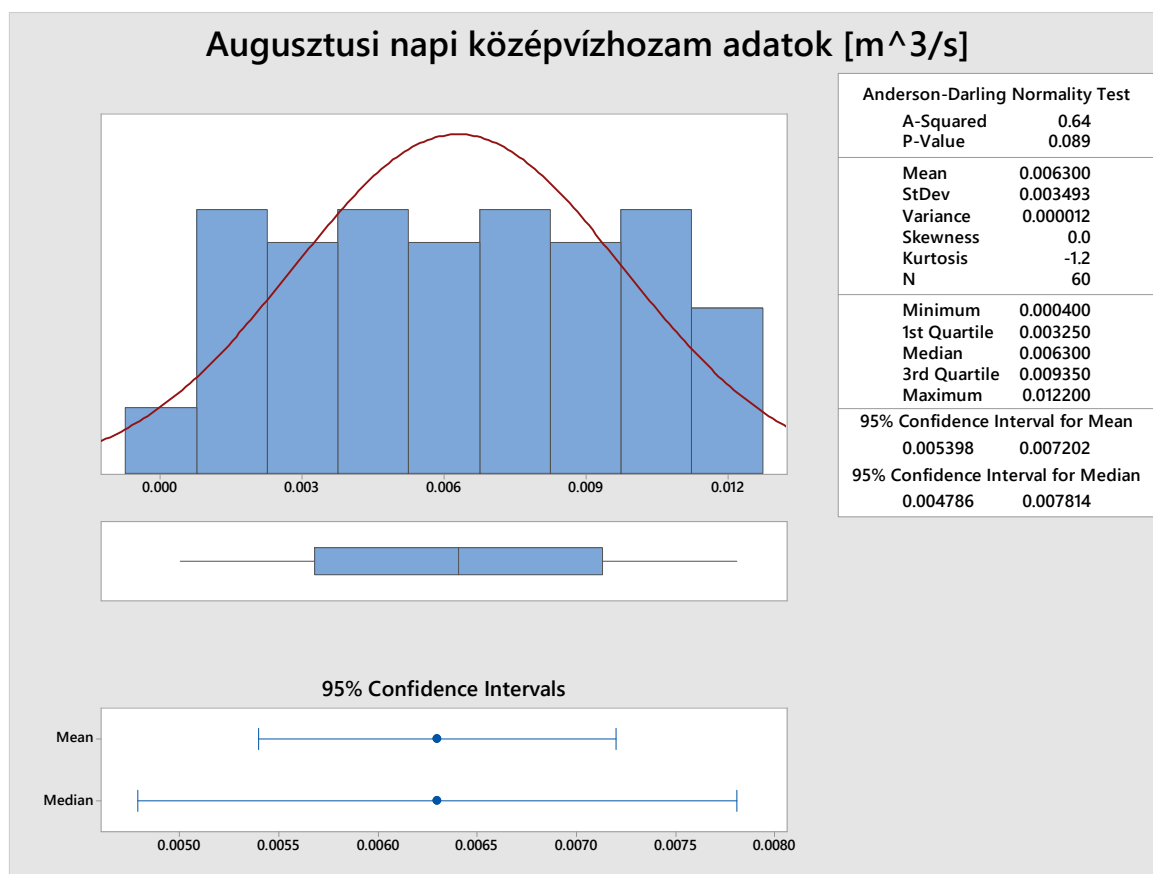 Augusztusi napi középvízhozam adatok [m^3/s]
Anderson-Darling Normality Test
A-Squared 0.64
P-Value 0.089
Mean 0.006300
StDev 0.003493
Variance 0.000012
Skewness 0.0
Kurtosis -1.2
N 60
Minimum 0.000400
1st Quartile 0.003250
Median 0.006300
3rd Quartile 0.009350
Maximum 0.012200
95% Confidence Interval for Mean
0.005398 0.007202
95% Confidence Interval for Median
0.004786 0.007814
0.000 0.003 0.006 0.009 0.012
95% Confidence Intervals
Mean
Median
0.0050 0.0055 0.0060 0.0065 0.0070 0.0075 0.0080